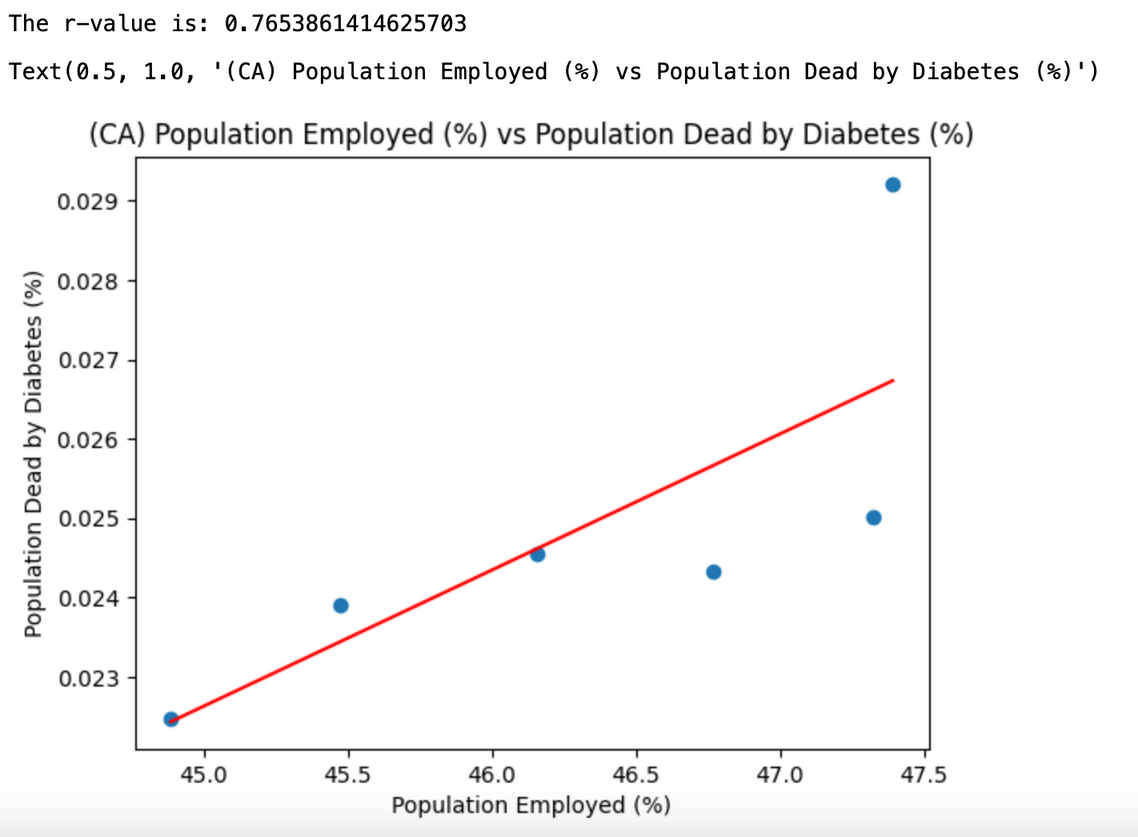 The r-value is: 0.7653861414625703
Text(0.5, 1.0, '(CA) Population Employed (%) vs Population Dead by Diabetes (%)')
(CA) Population Employed (%) vs Population Dead by Diabetes (%)
Population Dead by Diabetes (%)
0.029
0.028
0.027
0.026
0.025
0.024
0.023
45.0 45.5 46.0 46.5 47.0 47.5
Population Employed (%)